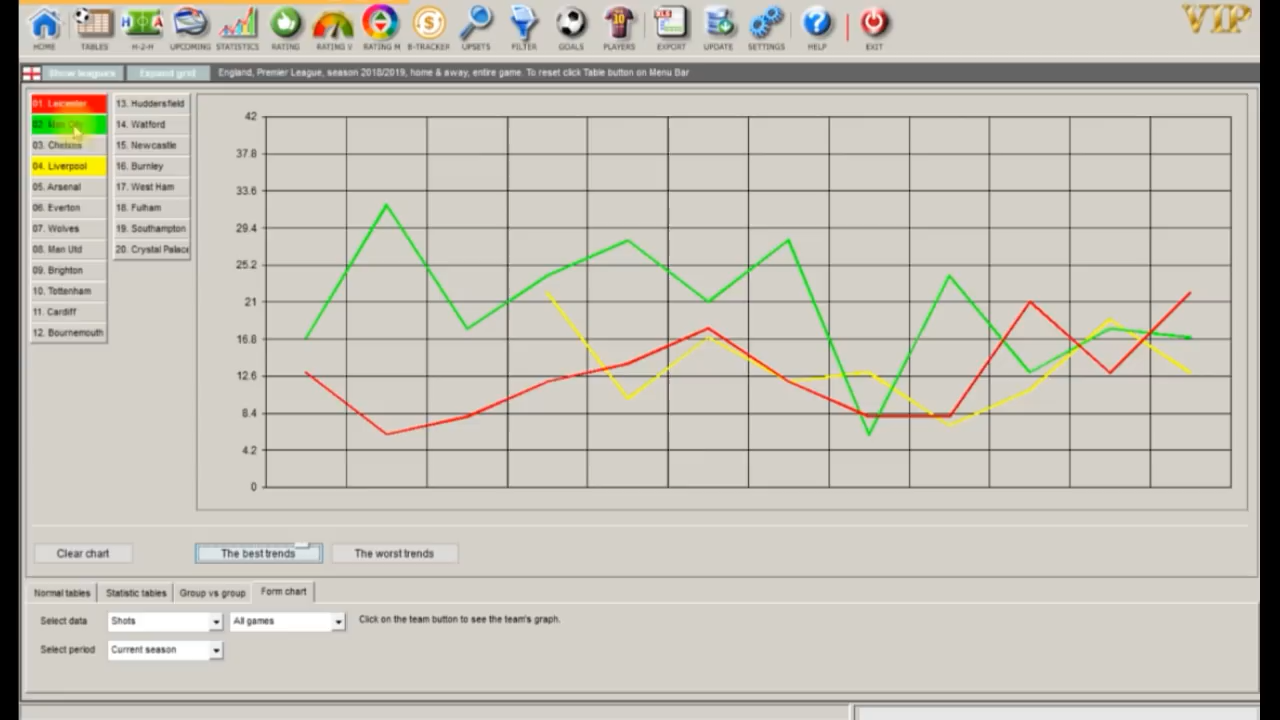 VIP
HOME TABLES H-2-H UPCOMING STATISTICS RATING RATING V RATING M B-TRACKER UPSETS FILTER GOALS PLAYERS EXPORT UPDATE SETTINGS HELP EXIT
Show leagues Expand grid England, Premier League, season 2018/2019, home & away, entire game. To reset click Table button on Menu Bar
01. Leicester
02. Man City
03. Chelsea
04. Liverpool
05. Arsenal
06. Everton
07. Wolves
08. Man Utd
09. Brighton
10. Tottenham
11. Cardiff
12. Bournemouth
13. Huddersfield
14. Watford
15. Newcastle
16. Burnley
17. West Ham
18. Fulham
19. Southampton
20. Crystal Palace
42
37.8
33.6
29.4
25.2
21
16.8
12.6
8.4
4.2
0
Clear chart The best trends The worst trends
Normal tables Statistic tables Group vs group Form chart
Select data Shots All games Click on the team button to see the team's graph.
Select period Current season